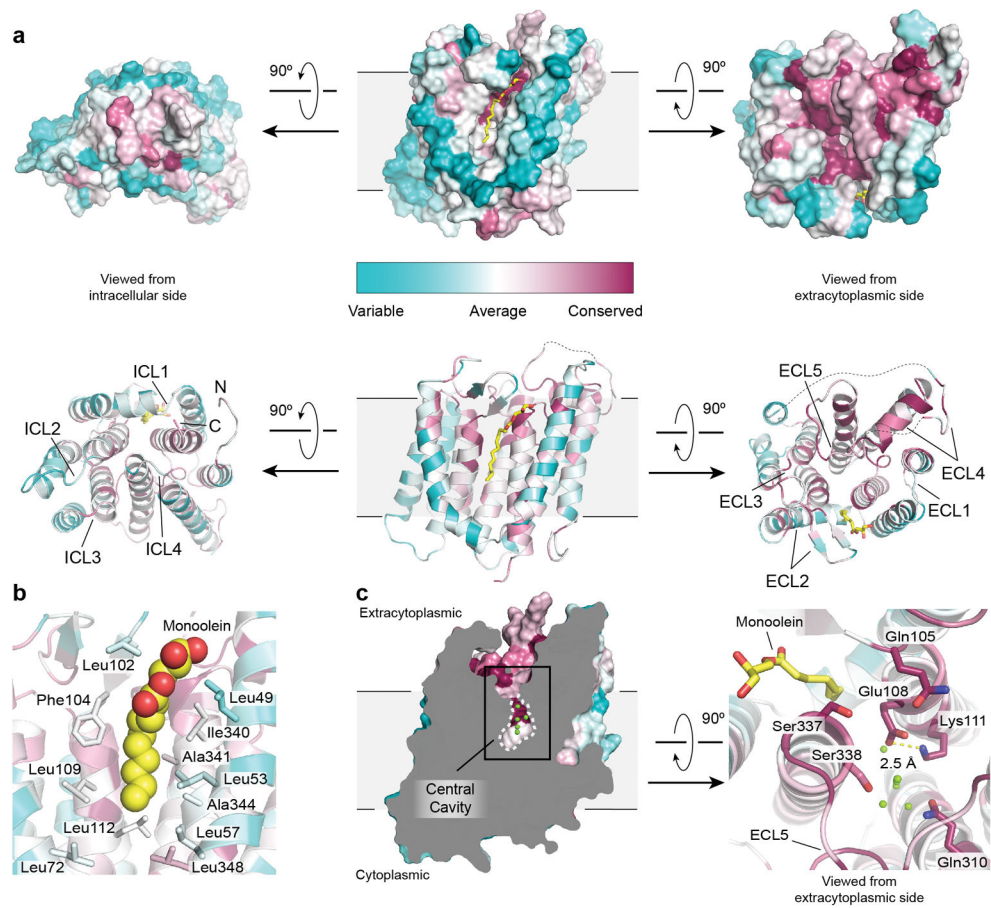 a
90º
90º
Viewed from
intracellular side
Variable
Average
Conserved
Viewed from
extracytoplasmic side
ICL1
N
C
ICL2
ICL3
ICL4
90º
90º
ECL5
ECL4
ECL3
ECL1
ECL2
b
Monoolein
Leu102
Leu49
Phe104
Ile340
Ala341
Leu109
Leu53
Ala344
Leu112
Leu57
Leu72
Leu348
c
Extracytoplasmic
Central
Cavity
Cytoplasmic
90º
Monoolein
Gln105
Glu108
Lys111
Ser337
Ser338
2.5 Å
ECL5
Gln310
Viewed from
extracytoplasmic side